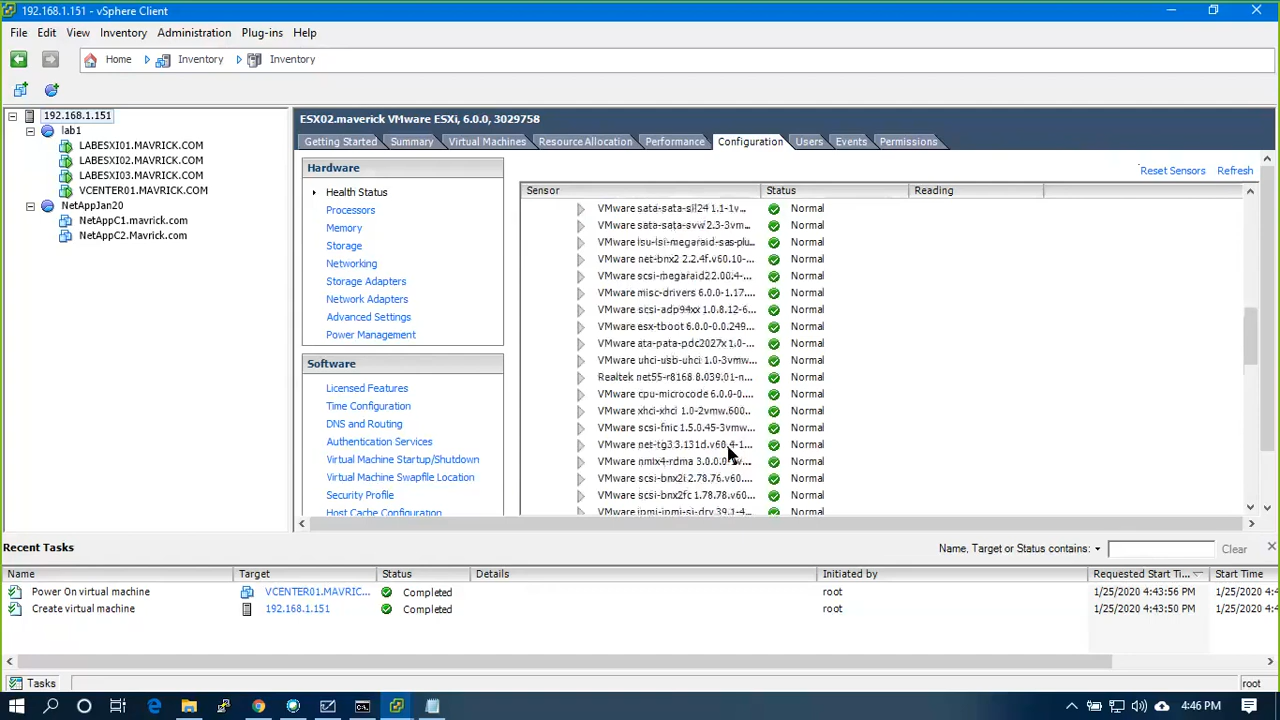 192.168.1.151 - vSphere Client
File Edit View Inventory Administration Plug-ins Help
Home Inventory Inventory
192.168.1.151
lab1
LABESXI01.MAVRICK.COM
LABESXI02.MAVRICK.COM
LABESXI03.MAVRICK.COM
VCENTER01.MAVRICK.COM
NetAppJan20
NetAppC1.mavrick.com
NetAppC2.Mavrick.com
ESX02.maverick VMware ESXi, 6.0.0, 3029758
Getting Started Summary Virtual Machines Resource Allocation Performance Configuration Users Events Permissions
Hardware
Health Status
Processors
Memory
Storage
Networking
Storage Adapters
Network Adapters
Advanced Settings
Power Management
Software
Licensed Features
Time Configuration
DNS and Routing
Authentication Services
Virtual Machine Startup/Shutdown
Virtual Machine Swapfile Location
Security Profile
Host Cache Configuration
Reset Sensors Refresh
Sensor Status Reading
VMware sata-sata-sil24 1.1-1v... Normal
VMware sata-sata-svw 2.3-3vm... Normal
VMware lsu-lsi-megaraid-sas-plu... Normal
VMware net-bnx2 2.2.4f.v60.10-... Normal
VMware scsi-megaraid2 2.00.4-... Normal
VMware misc-drivers 6.0.0-1.17.... Normal
VMware scsi-adp94xx 1.0.8.12-6... Normal
VMware esx-tboot 6.0.0-0.0.249... Normal
VMware ata-pata-pdc2027x 1.0-... Normal
VMware uhci-usb-uhci 1.0-3vmw... Normal
Realtek net55-r8168 8.039.01-n... Normal
VMware cpu-microcode 6.0.0-0.... Normal
VMware xhci-xhci 1.0-2vmw.600... Normal
VMware scsi-fnic 1.5.0.45-3vmw... Normal
VMware net-tg3 3.131d.v60.4-1... Normal
VMware nmlx4-rdma 3.0.0.0-1v... Normal
VMware scsi-bnx2i 2.78.76.v60.... Normal
VMware scsi-bnx2fc 1.78.78.v60... Normal
VMware ipmi-ipmi-si-drv 39.1-4... Normal
Recent Tasks
Name, Target or Status contains: Clear
Name Target Status Details Initiated by Requested Start Ti... Start Time
Power On virtual machine VCENTER01.MAVRIC... Completed root 1/25/2020 4:43:56 PM 1/25/2020 4:4
Create virtual machine 192.168.1.151 Completed root 1/25/2020 4:43:50 PM 1/25/2020 4:4
Tasks root
4:46 PM